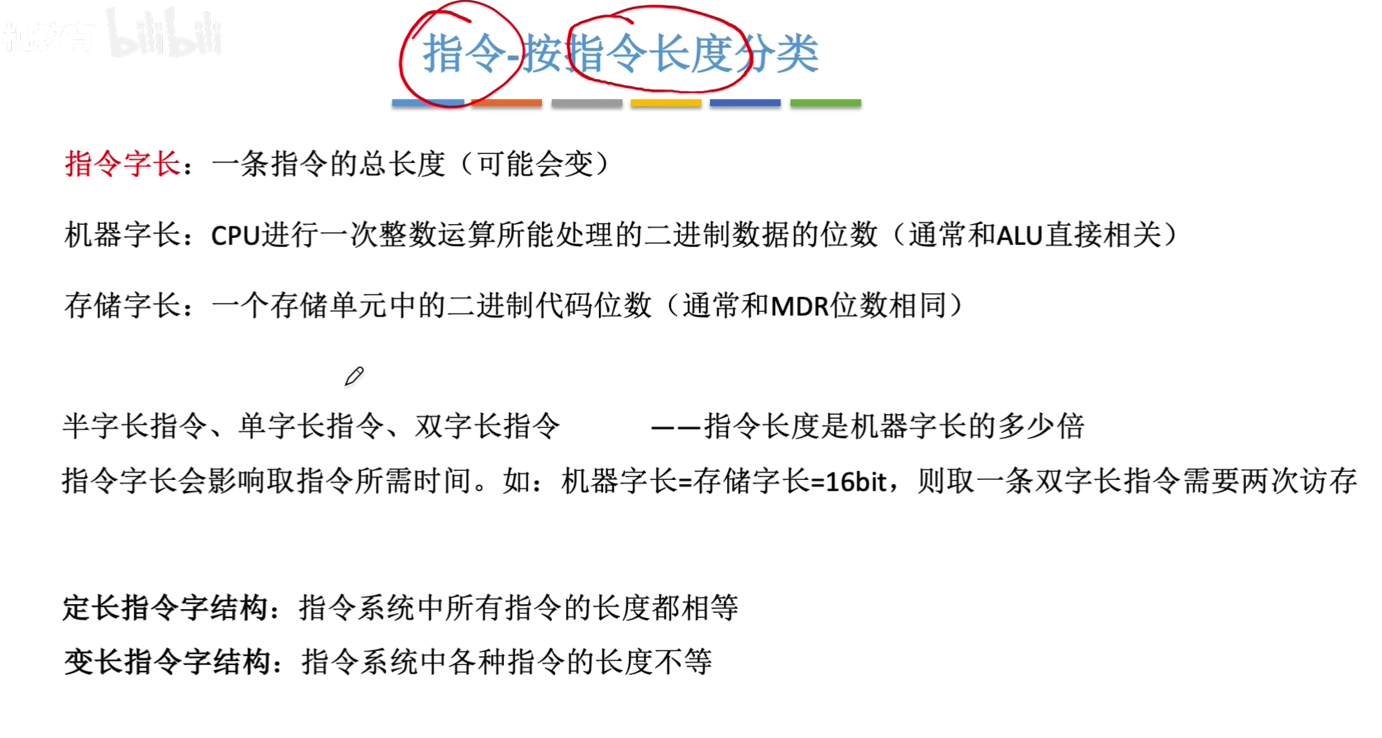 bilibili
指令-按指令长度分类
指令字长：一条指令的总长度（可能会变）
机器字长：CPU进行一次整数运算所能处理的二进制数据的位数（通常和ALU直接相关）
存储字长：一个存储单元中的二进制代码位数（通常和MDR位数相同）
半字长指令、单字长指令、双字长指令 ——指令长度是机器字长的多少倍
指令字长会影响取指令所需时间。如：机器字长=存储字长=16bit，则取一条双字长指令需要两次访存
定长指令字结构：指令系统中所有指令的长度都相等
变长指令字结构：指令系统中各种指令的长度不等